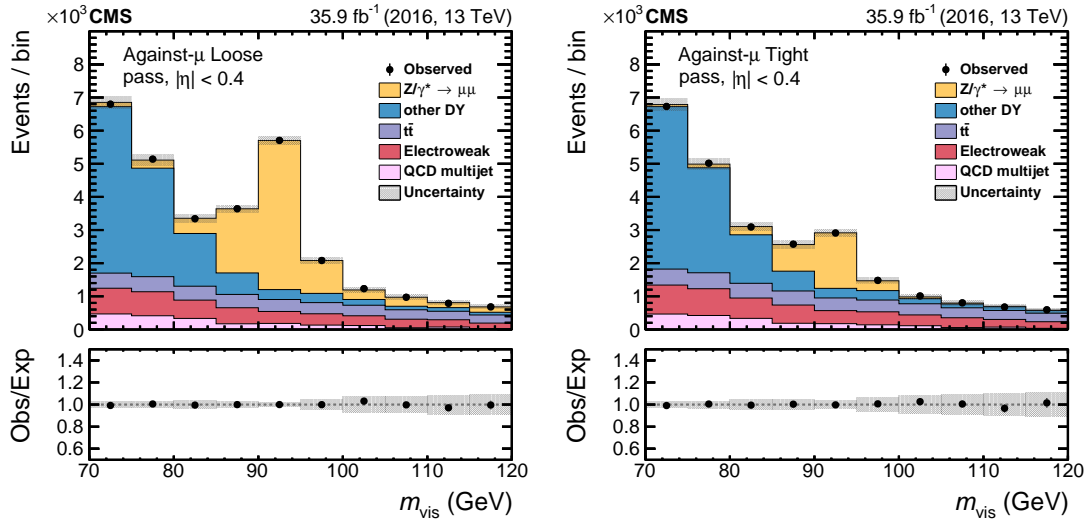 ×10³ CMS 35.9 fb⁻¹ (2016, 13 TeV)
Events / bin
Against-μ Loose
pass, |η| < 0.4
Observed
Z/γ* → μμ
other DY
tt̄
Electroweak
QCD multijet
Uncertainty
9
8
7
6
5
4
3
2
1
0
Obs/Exp
1.4
1.2
1.0
0.8
0.6
70 80 90 100 110 120
m_vis (GeV)
×10³ CMS 35.9 fb⁻¹ (2016, 13 TeV)
Events / bin
Against-μ Tight
pass, |η| < 0.4
Observed
Z/γ* → μμ
other DY
tt̄
Electroweak
QCD multijet
Uncertainty
8
7
6
5
4
3
2
1
0
Obs/Exp
1.4
1.2
1.0
0.8
0.6
70 80 90 100 110 120
m_vis (GeV)